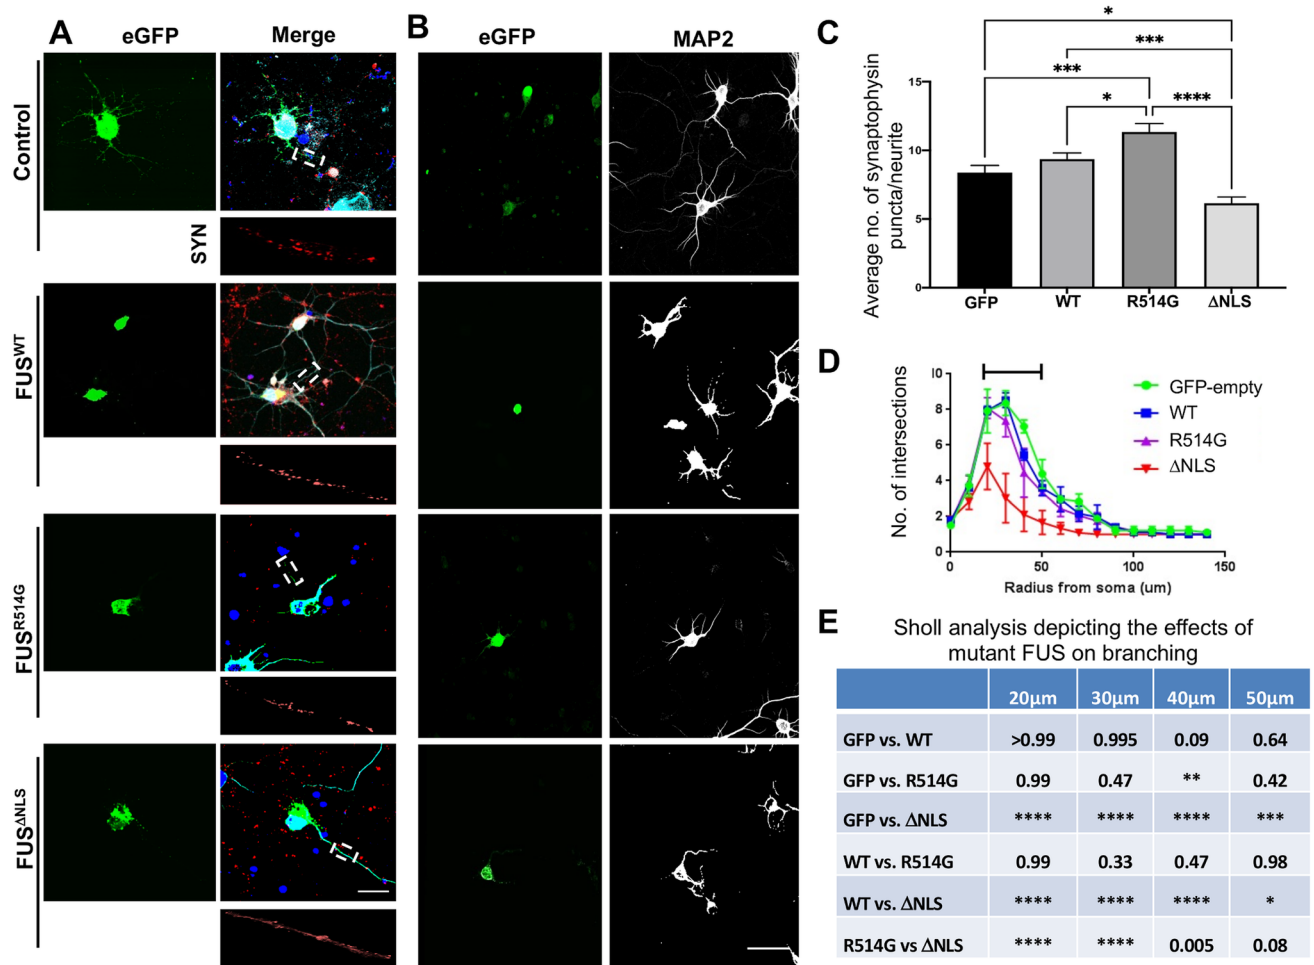 A
eGFP
Merge
Control
SYN
FUSWT
FUSR514G
FUSΔNLS
B
eGFP
MAP2
C
*
***
***
*
****
Average no. of synaptophysin
puncta/neurite
15
10
5
0
GFP
WT
R514G
ΔNLS
D
No. of intersections
10
8
6
4
2
0
0
50
100
150
Radius from soma (um)
GFP-empty
WT
R514G
ΔNLS
E
Sholl analysis depicting the effects of
mutant FUS on branching
20µm 30µm 40µm 50µm
GFP vs. WT >0.99 0.995 0.09 0.64
GFP vs. R514G 0.99 0.47 ** 0.42
GFP vs. ΔNLS **** **** **** ***
WT vs. R514G 0.99 0.33 0.47 0.98
WT vs. ΔNLS **** **** **** *
R514G vs ΔNLS **** **** 0.005 0.08